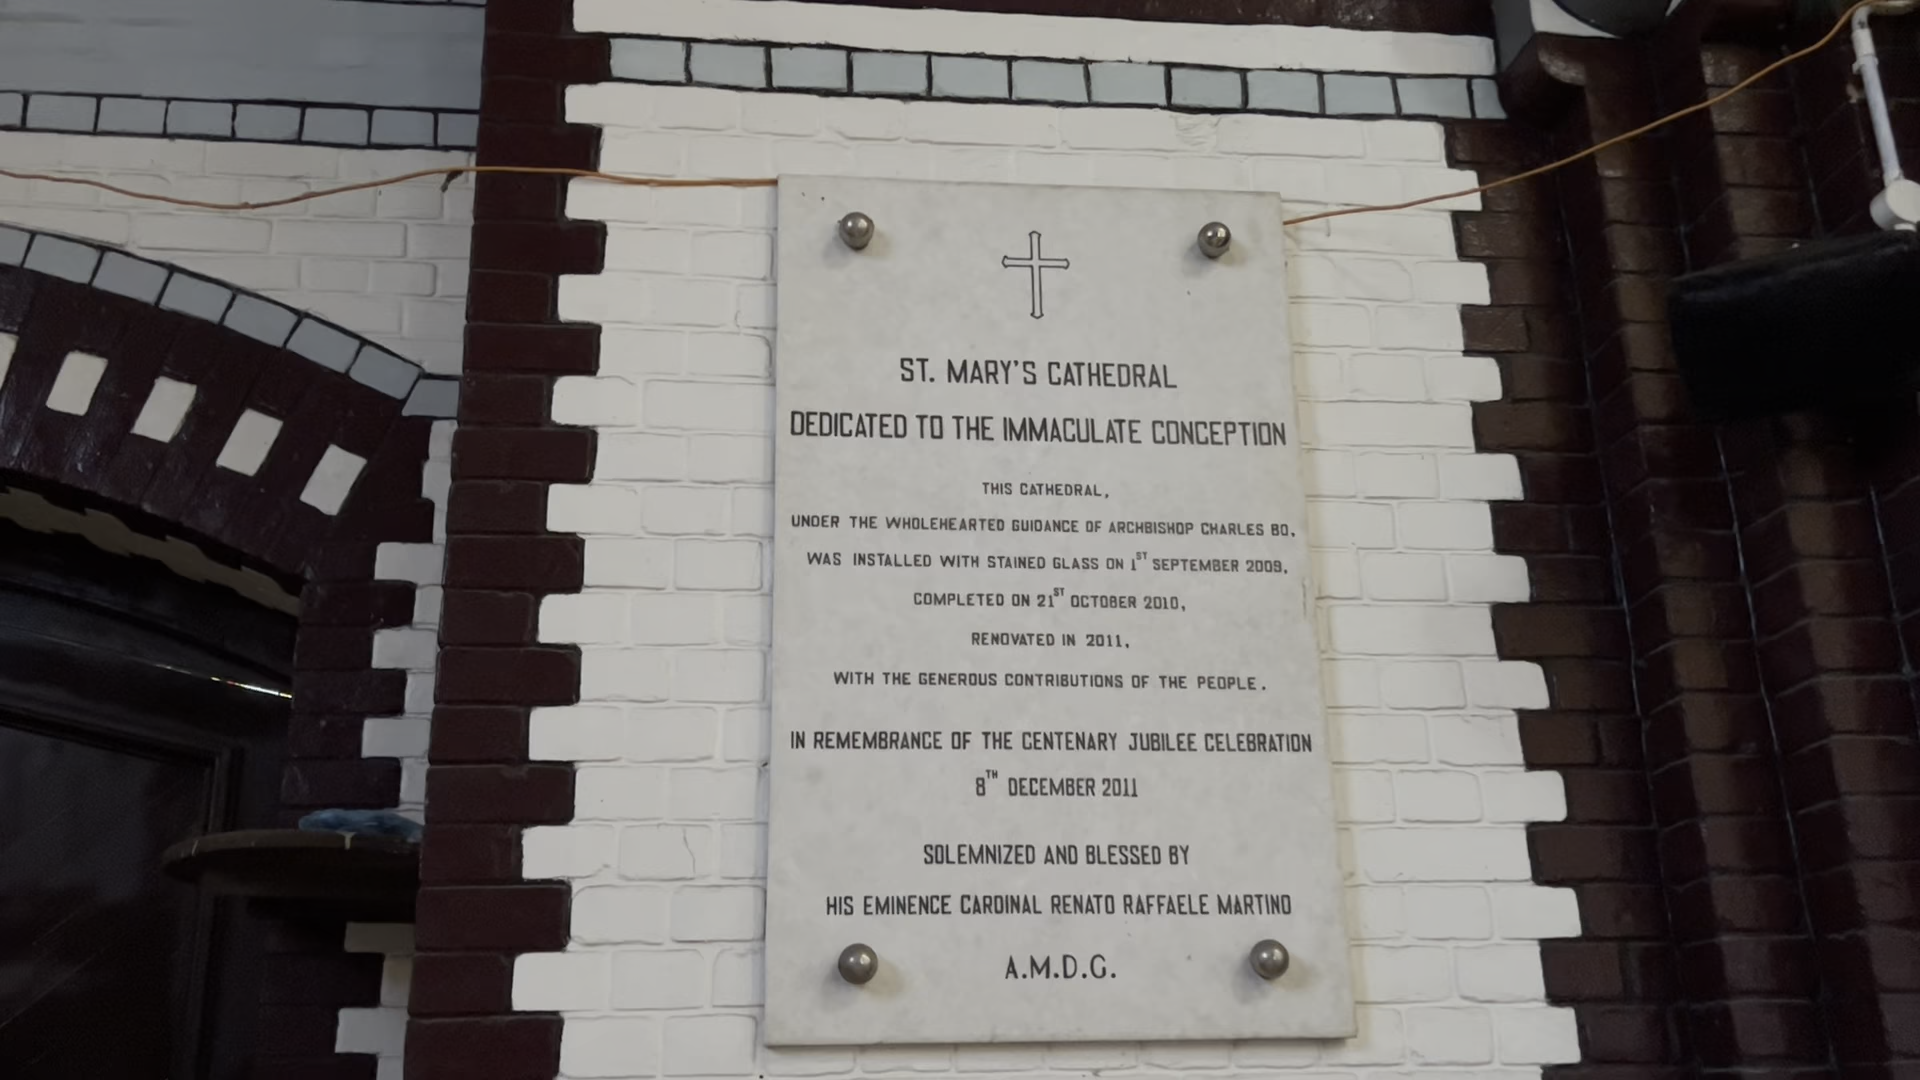 ST. MARY'S CATHEDRAL
DEDICATED TO THE IMMACULATE CONCEPTION
THIS CATHEDRAL,
UNDER THE WHOLEHEARTED GUIDANCE OF ARCHBISHOP CHARLES BO,
WAS INSTALLED WITH STAINED GLASS ON 1ST SEPTEMBER 2009,
COMPLETED ON 21ST OCTOBER 2010,
RENOVATED IN 2011,
WITH THE GENEROUS CONTRIBUTIONS OF THE PEOPLE.
IN REMEMBRANCE OF THE CENTENARY JUBILEE CELEBRATION
8TH DECEMBER 2011
SOLEMNIZED AND BLESSED BY
HIS EMINENCE CARDINAL RENATO RAFFAELE MARTINO
A.M.D.G.